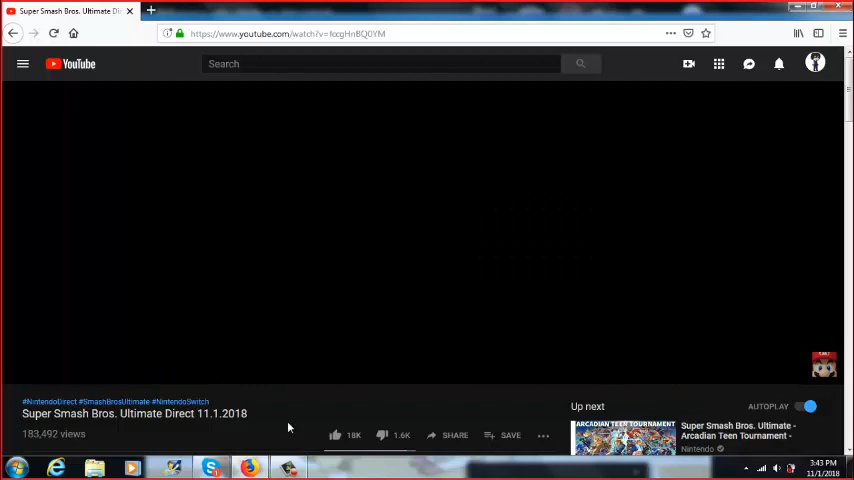 Super Smash Bros. Ultimate Dir
https://www.youtube.com/watch?v=fccgHnBQ0YM
YouTube
Search
#NintendoDirect #SmashBrosUltimate #NintendoSwitch
Super Smash Bros. Ultimate Direct 11.1.2018
183,492 views
18K
1.6K
SHARE
SAVE
Up next
AUTOPLAY
ARCADIAN TEEN TOURNAMENT
Super Smash Bros. Ultimate -
Arcadian Teen Tournament -
Nintendo
3:43 PM
11/1/2018